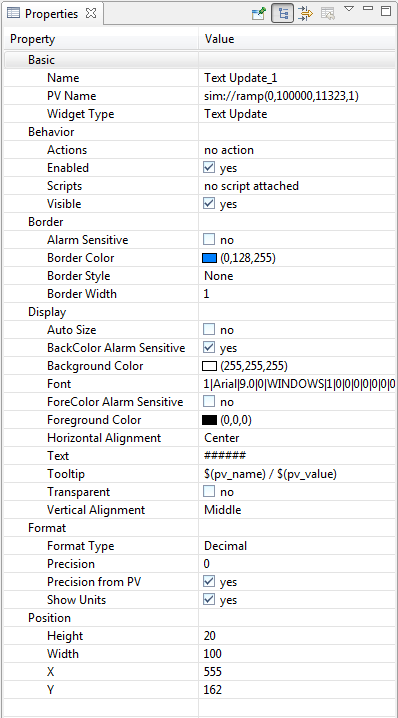 Properties
Property Value
Basic
Name Text Update_1
PV Name sim://ramp(0,100000,11323,1)
Widget Type Text Update
Behavior
Actions no action
Enabled yes
Scripts no script attached
Visible yes
Border
Alarm Sensitive no
Border Color (0,128,255)
Border Style None
Border Width 1
Display
Auto Size no
BackColor Alarm Sensitive yes
Background Color (255,255,255)
Font 1|Arial|9.0|0|WINDOWS|1|0|0|0|0|0|0
ForeColor Alarm Sensitive no
Foreground Color (0,0,0)
Horizontal Alignment Center
Text ######
Tooltip $(pv_name) / $(pv_value)
Transparent no
Vertical Alignment Middle
Format
Format Type Decimal
Precision 0
Precision from PV yes
Show Units yes
Position
Height 20
Width 100
X 555
Y 162